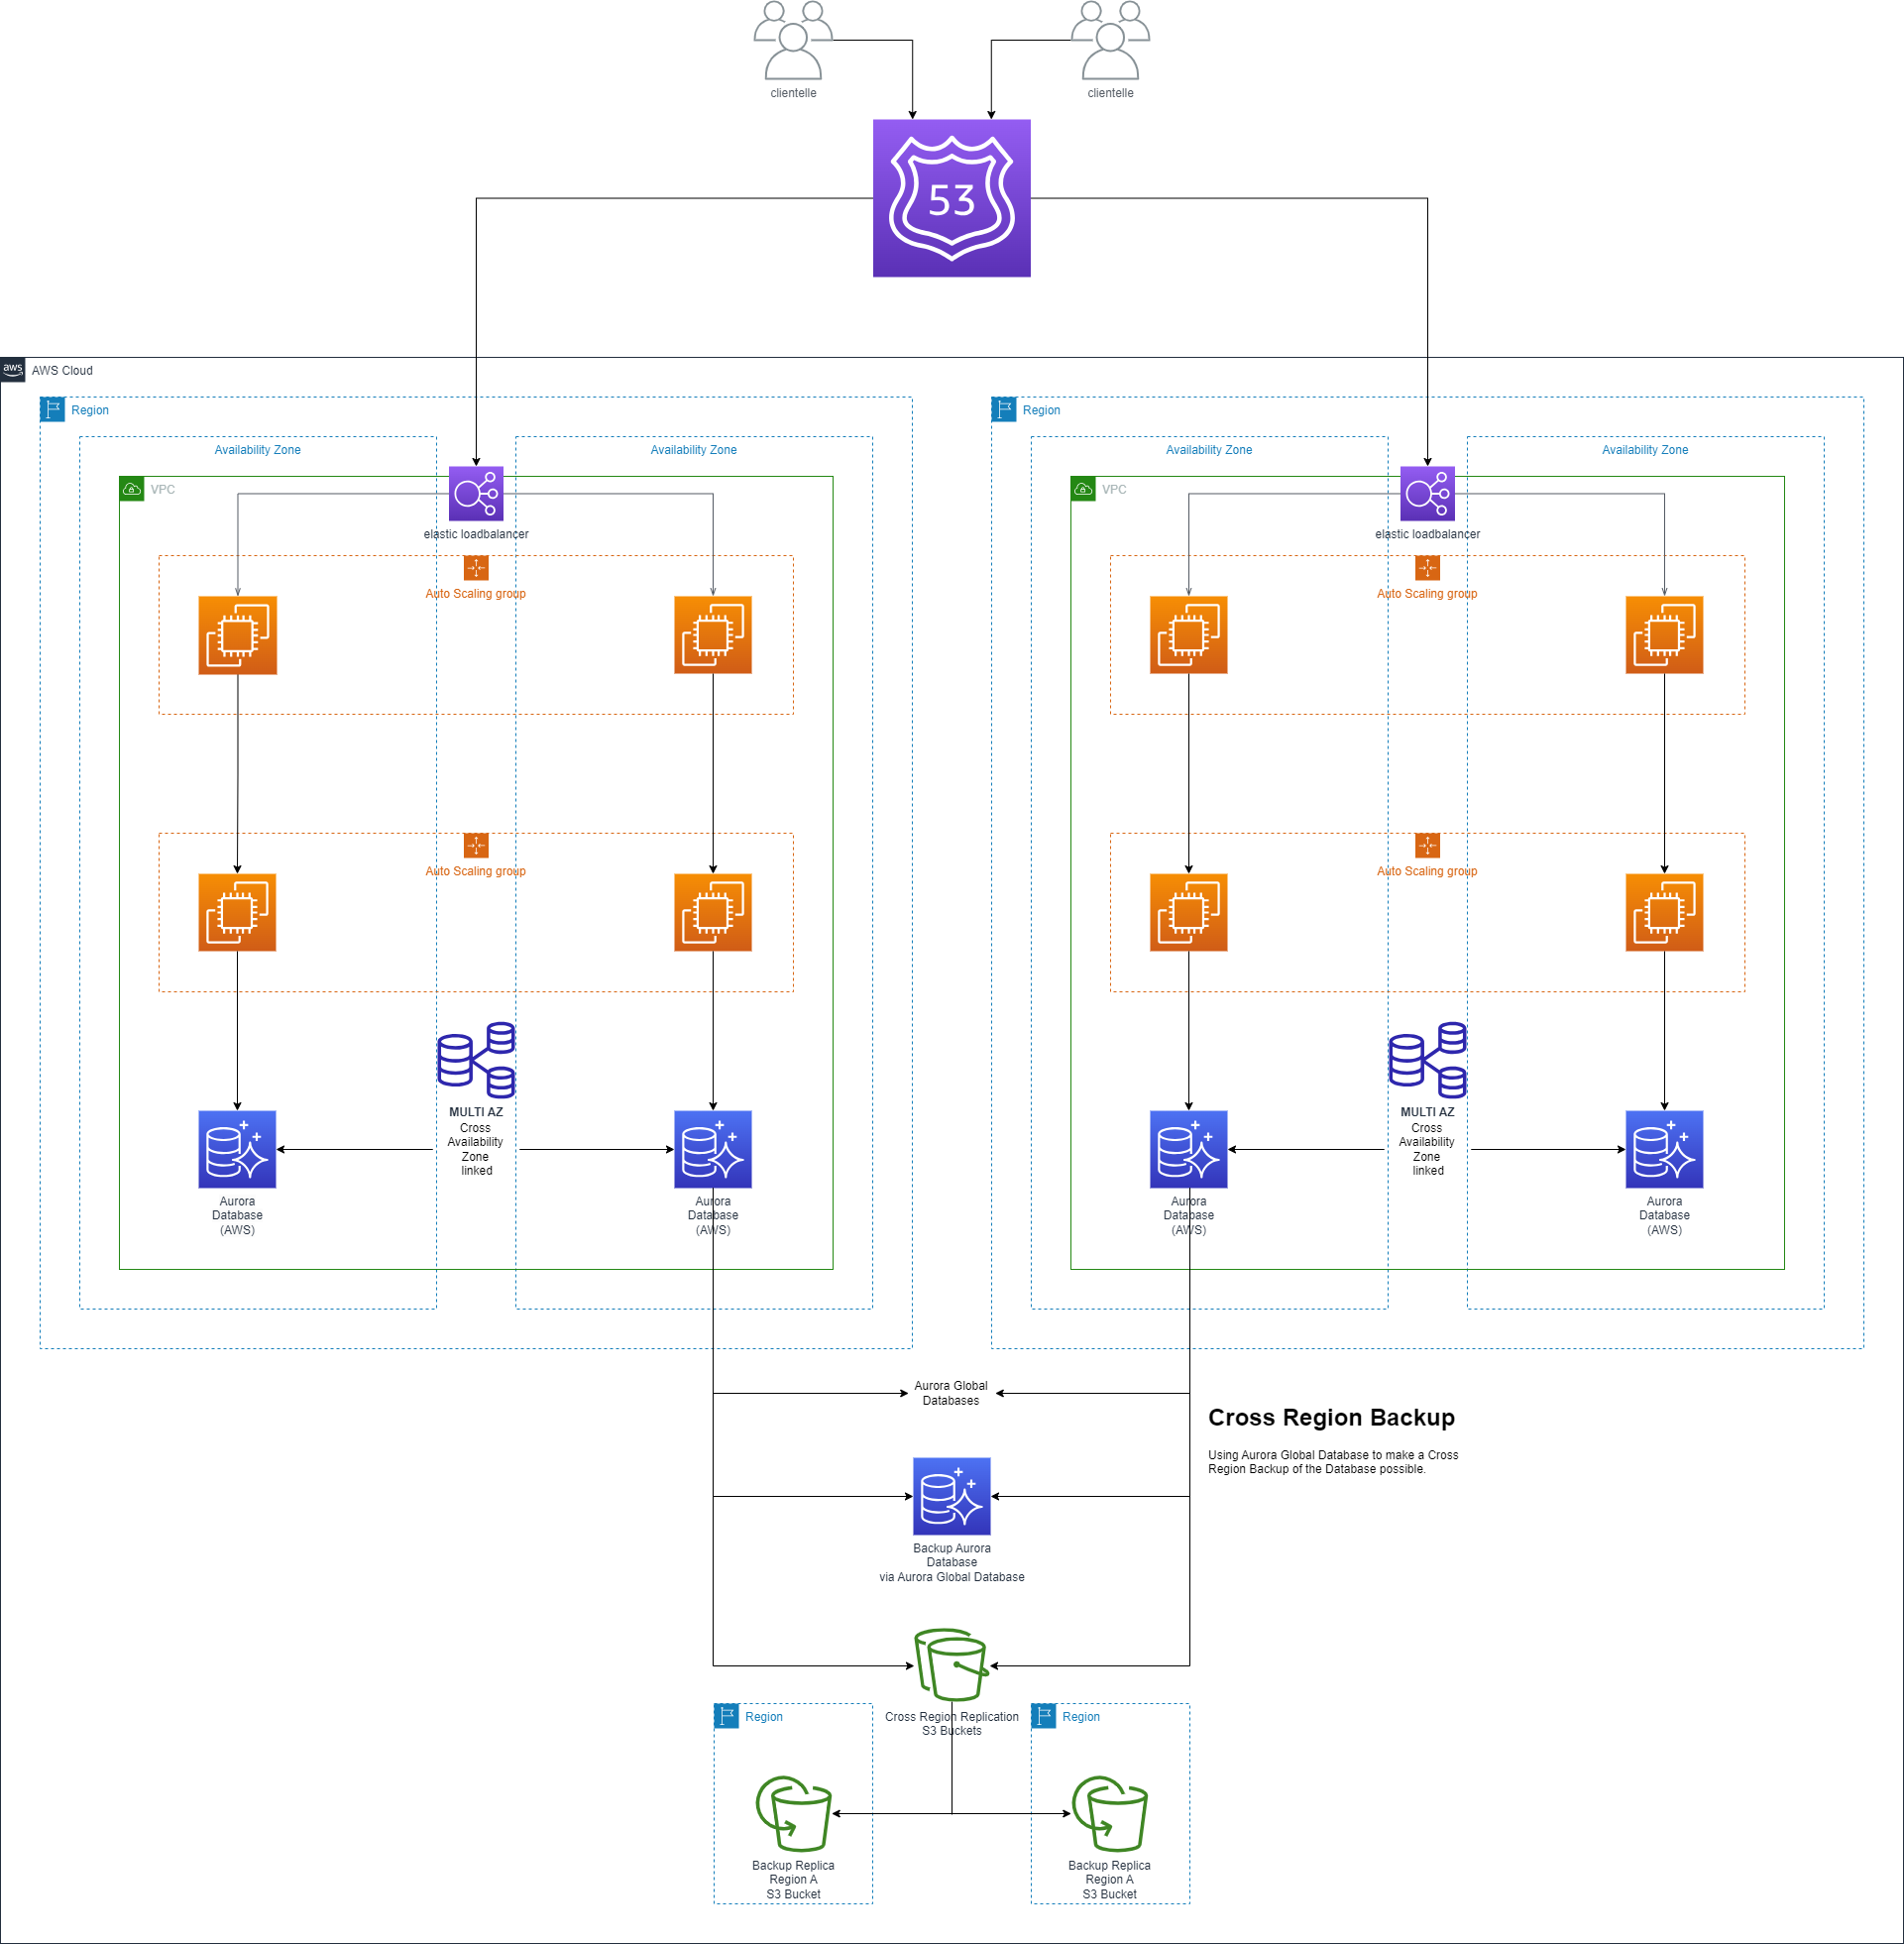 clientelle
clientelle
53
aws
AWS Cloud
Region
Region
Availability Zone
Availability Zone
Availability Zone
Availability Zone
VPC
VPC
elastic loadbalancer
elastic loadbalancer
Auto Scaling group
Auto Scaling group
Auto Scaling group
Auto Scaling group
MULTI AZ
Cross
Availability
Zone
linked
MULTI AZ
Cross
Availability
Zone
linked
Aurora
Database
(AWS)
Aurora
Database
(AWS)
Aurora
Database
(AWS)
Aurora
Database
(AWS)
Aurora Global
Databases
Cross Region Backup
Using Aurora Global Database to make a Cross
Region Backup of the Database possible.
Backup Aurora
Database
via Aurora Global Database
Cross Region Replication
S3 Buckets
Region
Region
Backup Replica
Region A
S3 Bucket
Backup Replica
Region A
S3 Bucket